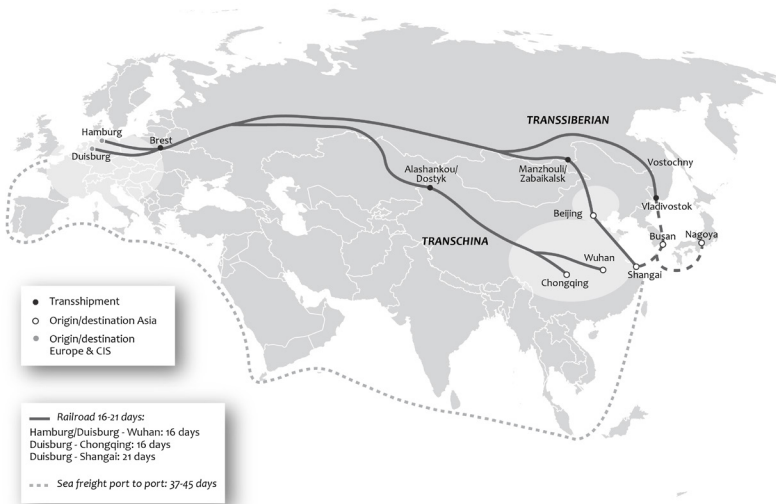 TRANSSIBERIAN
Hamburg
Brest
Duisburg
Vostochny
Alashankou/
Dostyk
Manzhouli/
Zabaikalsk
Vladivostok
Beijing
Busan
Nagoya
TRANSCHINA
Wuhan
Shangai
Chongqing
Transshipment
Origin/destination Asia
Origin/destination
Europe & CIS
Railroad 16-21 days:
Hamburg/Duisburg - Wuhan: 16 days
Duisburg - Chongqing: 16 days
Duisburg - Shangai: 21 days
Sea freight port to port: 37-45 days